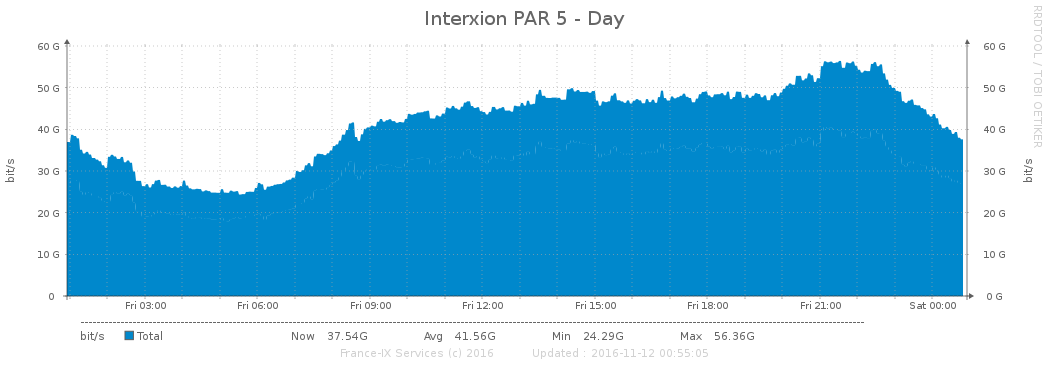 Interxion PAR 5 - Day
RRDTOOL / TOBI OETIKER
60 G 60 G
50 G 50 G
40 G 40 G
30 G 30 G
20 G 20 G
10 G 10 G
0 0 G
bit/s bit/s
Fri 03:00 Fri 06:00 Fri 09:00 Fri 12:00 Fri 15:00 Fri 18:00 Fri 21:00 Sat 00:00
bit/s Total Now 37.54G Avg 41.56G Min 24.29G Max 56.36G
France-IX Services (c) 2016 Updated : 2016-11-12 00:55:05